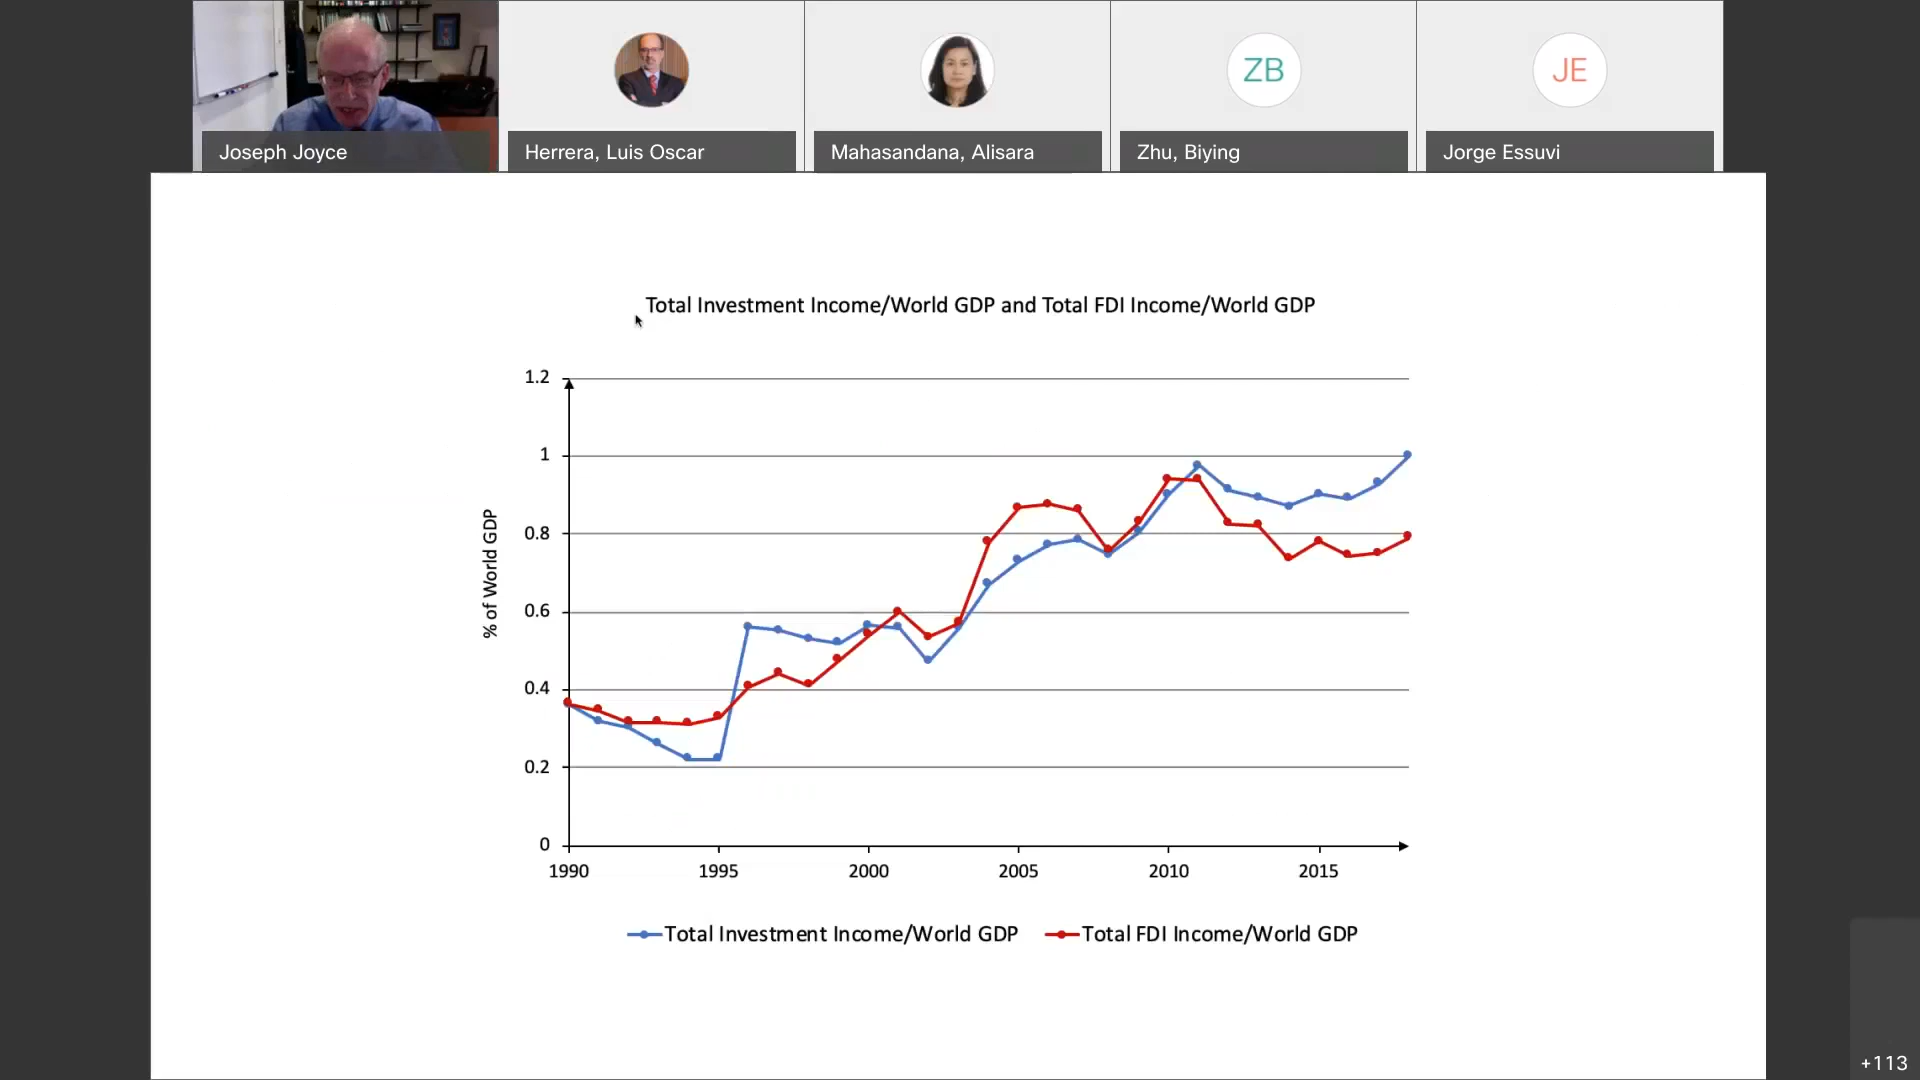 ZB
JE
Joseph Joyce
Herrera, Luis Oscar
Mahasandana, Alisara
Zhu, Biying
Jorge Essuvi
Total Investment Income/World GDP and Total FDI Income/World GDP
1.2
1
0.8
0.6
0.4
0.2
0
% of World GDP
1990 1995 2000 2005 2010 2015
Total Investment Income/World GDP Total FDI Income/World GDP
+113